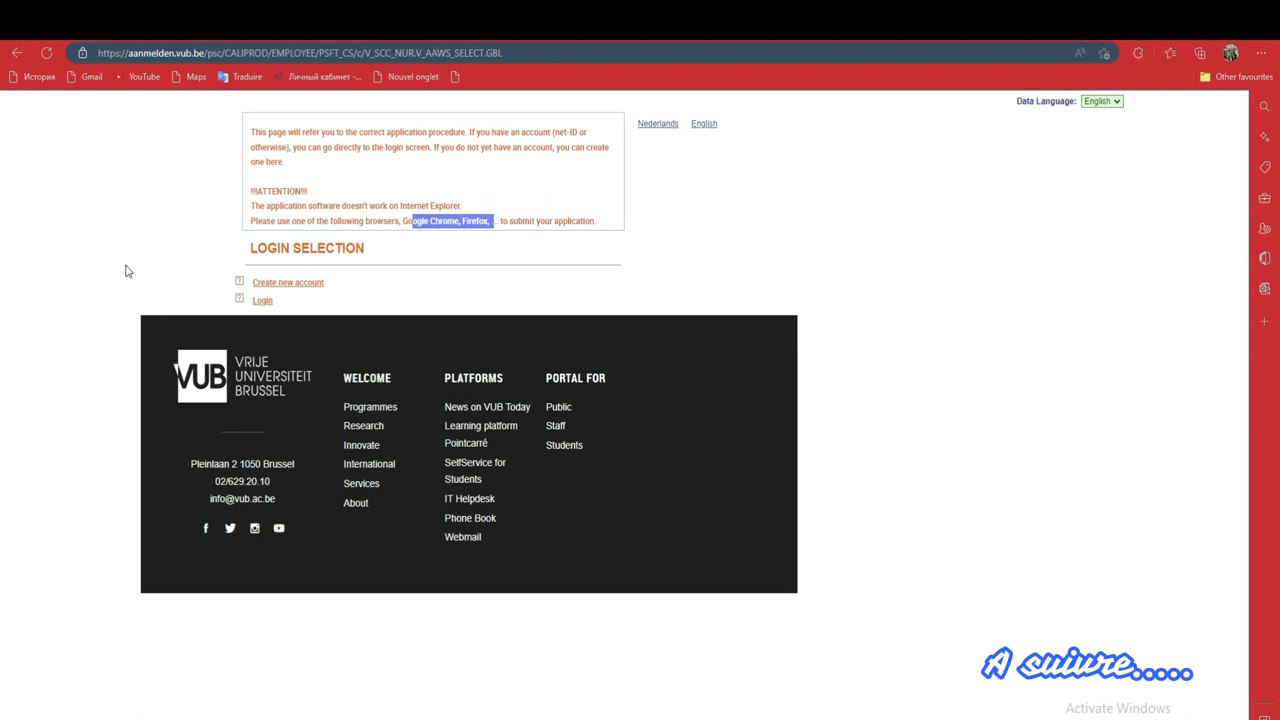 https://aanmelden.vub.be/psc/CALIPROD/EMPLOYEE/PSFT_CS/c/V_SCC_NUR.V_AAWS_SELECT.GBL
История Gmail YouTube Maps Traduire Личный кабинет -... Nouvel onglet Other favourites
Data Language: English
Nederlands English
This page will refer you to the correct application procedure. If you have an account (net-ID or
otherwise), you can go directly to the login screen. If you do not yet have an account, you can create
one here.
!!!ATTENTION!!!
The application software doesn't work on Internet Explorer.
Please use one of the following browsers, Google Chrome, Firefox, ... to submit your application.
LOGIN SELECTION
Create new account
Login
VUB VRIJE
UNIVERSITEIT
BRUSSEL
Pleinlaan 2 1050 Brussel
02/629.20.10
info@vub.ac.be
WELCOME
Programmes
Research
Innovate
International
Services
About
PLATFORMS
News on VUB Today
Learning platform
Pointcarré
SelfService for
Students
IT Helpdesk
Phone Book
Webmail
PORTAL FOR
Public
Staff
Students
A suivre.....
Activate Windows